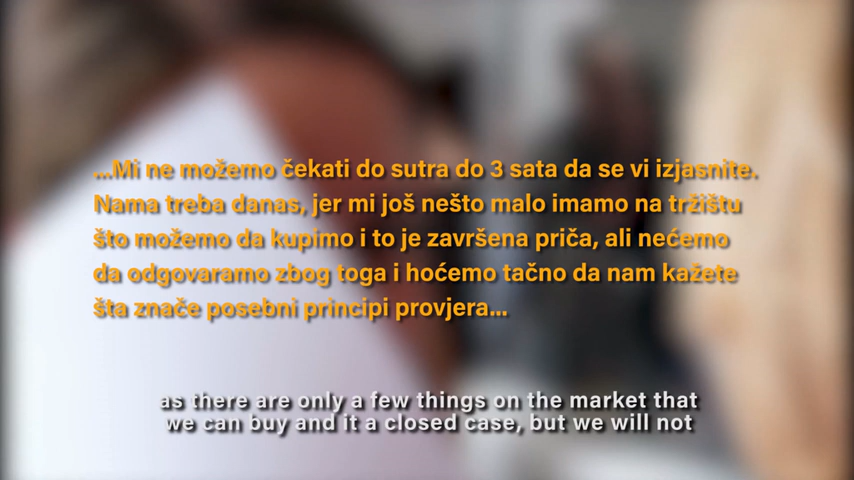 ...Mi ne možemo čekati do sutra do 3 sata da se vi izjasnite.
Nama treba danas, jer mi još nešto malo imamo na tržištu
što možemo da kupimo i to je završena priča, ali nećemo
da odgovaramo zbog toga i hoćemo tačno da nam kažete
šta znače posebni principi provjera...
as there are only a few things on the market that
we can buy and it a closed case, but we will not